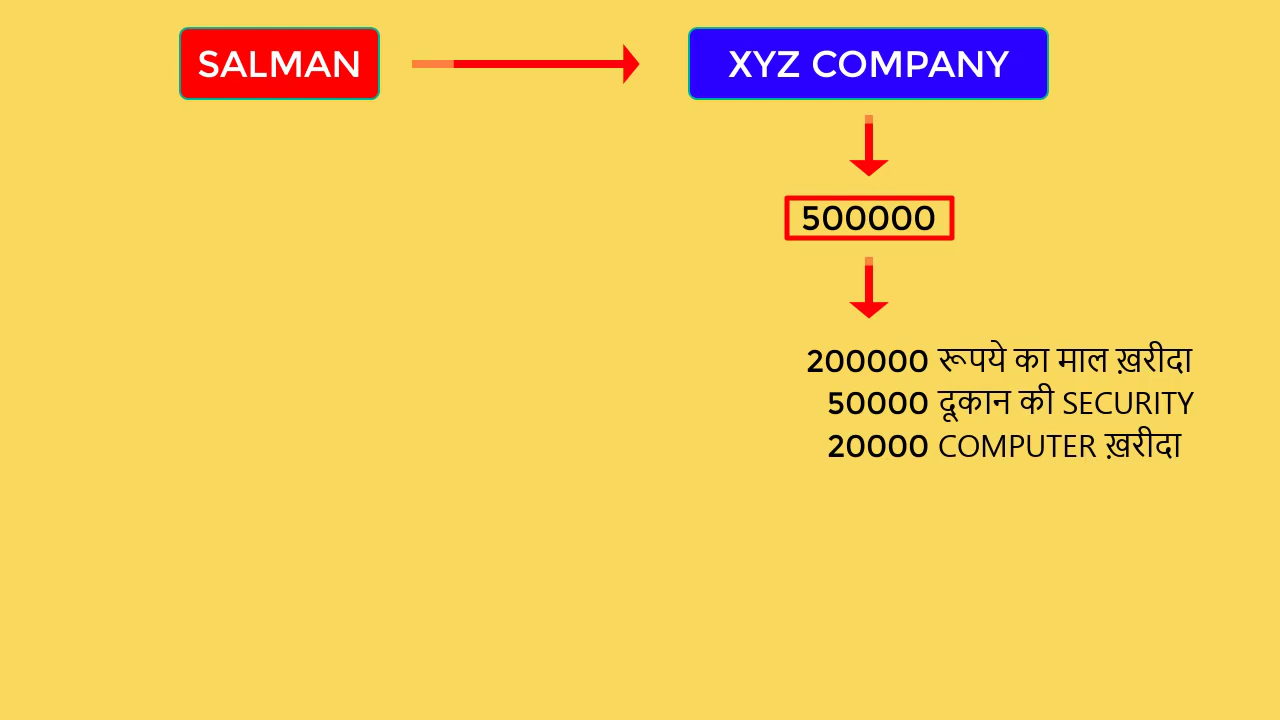 SALMAN
XYZ COMPANY
500000
200000 रूपये का माल ख़रीदा
50000 दूकान की SECURITY
20000 COMPUTER ख़रीदा